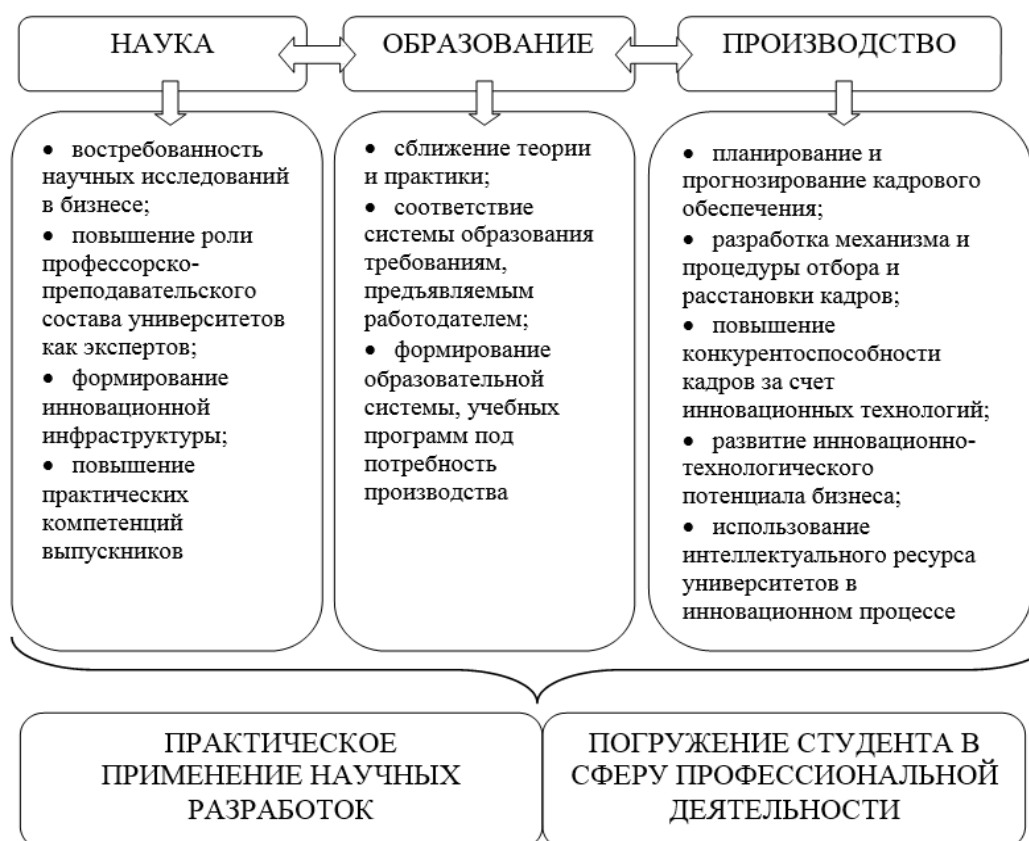 НАУКА
ОБРАЗОВАНИЕ
ПРОИЗВОДСТВО
• востребованность
научных исследований
в бизнесе;
• повышение роли
профессорско-
преподавательского
состава университетов
как экспертов;
• формирование
инновационной
инфраструктуры;
• повышение
практических
компетенций
выпускников
• сближение теории
и практики;
• соответствие
системы образования
требованиям,
предъявляемым
работодателем;
• формирование
образовательной
системы, учебных
программ под
потребность
производства
• планирование и
прогнозирование кадрового
обеспечения;
• разработка механизма и
процедуры отбора и
расстановки кадров;
• повышение
конкурентоспособности
кадров за счет
инновационных технологий;
• развитие инновационно-
технологического
потенциала бизнеса;
• использование
интеллектуального ресурса
университетов в
инновационном процессе
ПРАКТИЧЕСКОЕ
ПРИМЕНЕНИЕ НАУЧНЫХ
РАЗРАБОТОК
ПОГРУЖЕНИЕ СТУДЕНТА В
СФЕРУ ПРОФЕССИОНАЛЬНОЙ
ДЕЯТЕЛЬНОСТИ